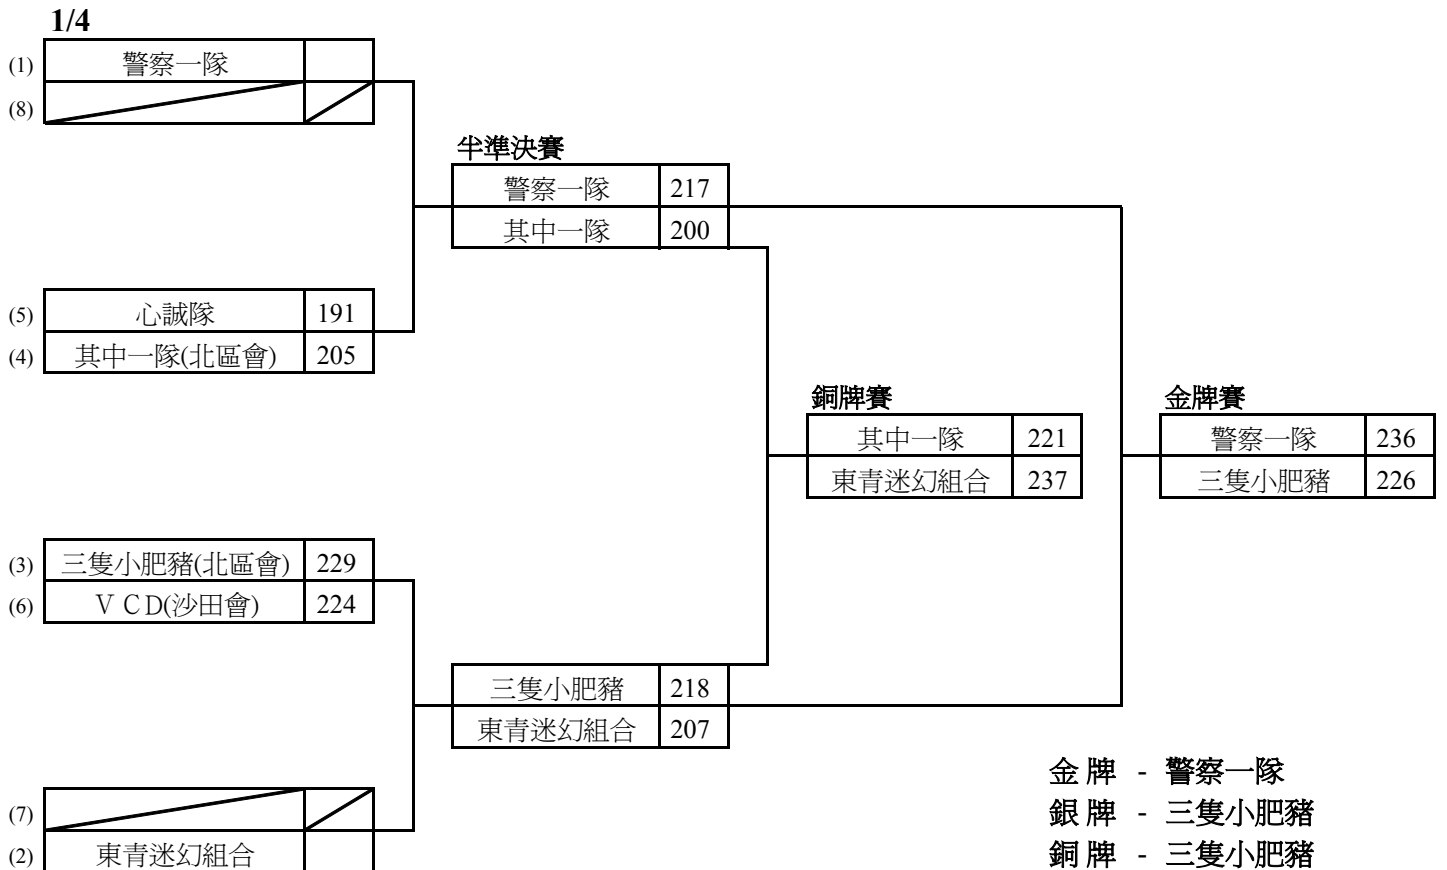 1/4
(1) 警察一隊
(8)
半準決賽
警察一隊 217
其中一隊 200
(5) 心誠隊 191
(4) 其中一隊(北區會) 205
銅牌賽
其中一隊 221
東青迷幻組合 237
金牌賽
警察一隊 236
三隻小肥豬 226
(3) 三隻小肥豬(北區會) 229
(6) ＶＣD(沙田會) 224
三隻小肥豬 218
東青迷幻組合 207
(7)
(2) 東青迷幻組合
金 牌 - 警察一隊
銀 牌 - 三隻小肥豬
銅 牌 - 三隻小肥豬